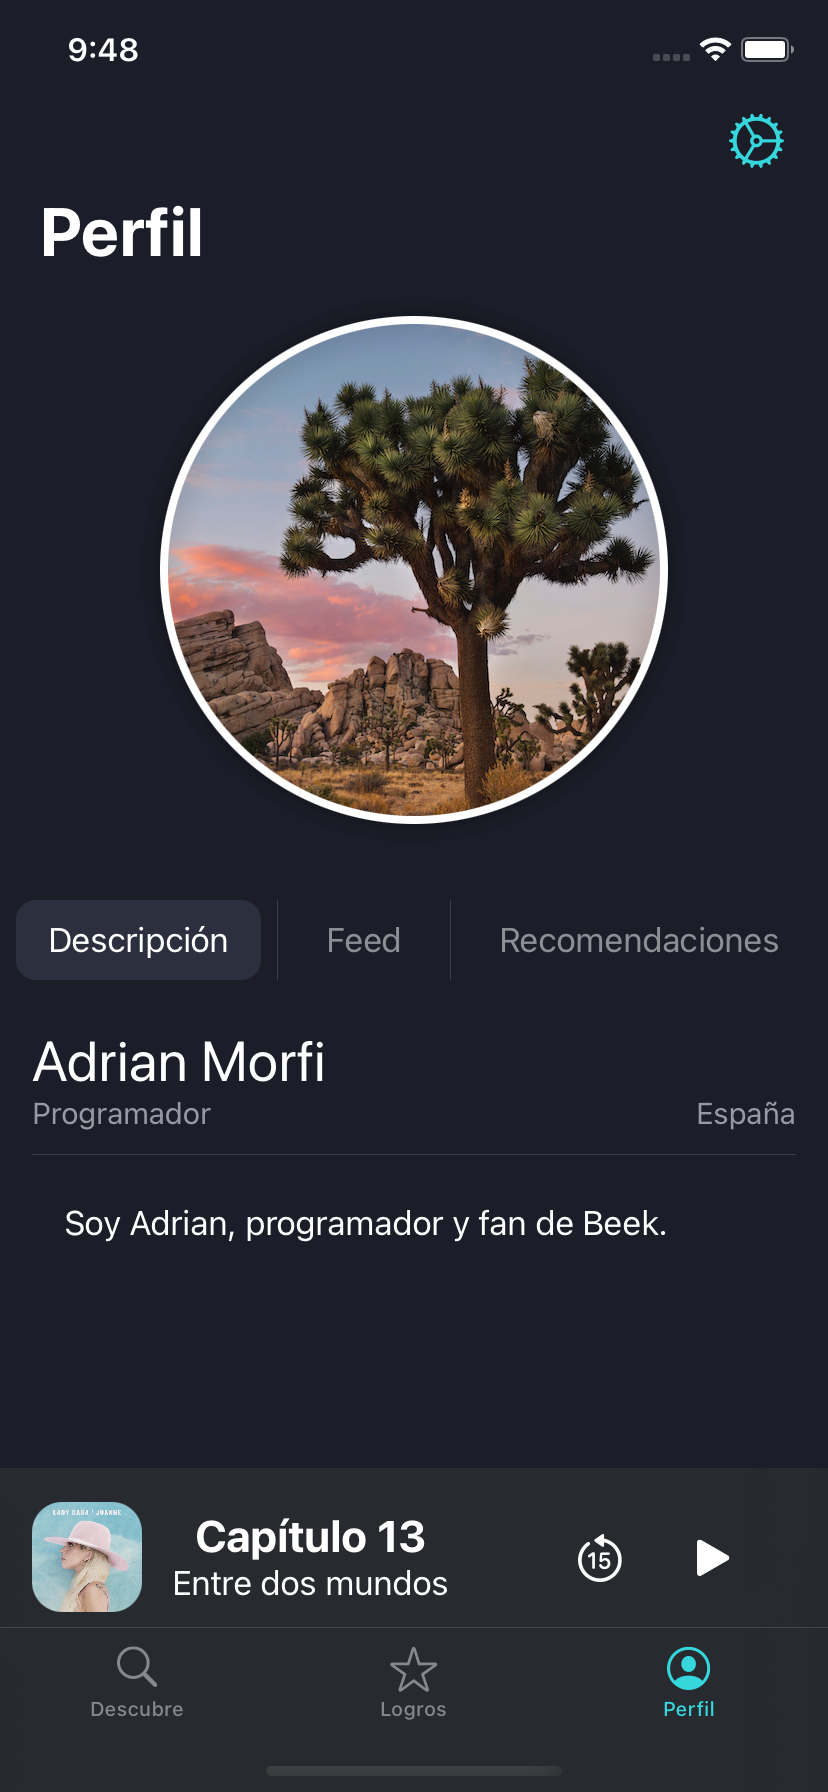 9:48
Perfil
Descripción
Feed
Recomendaciones
Adrian Morfi
Programador
España
Soy Adrian, programador y fan de Beek.
LADY GAGA / JOANNE
Capítulo 13
Entre dos mundos
15
Descubre
Logros
Perfil